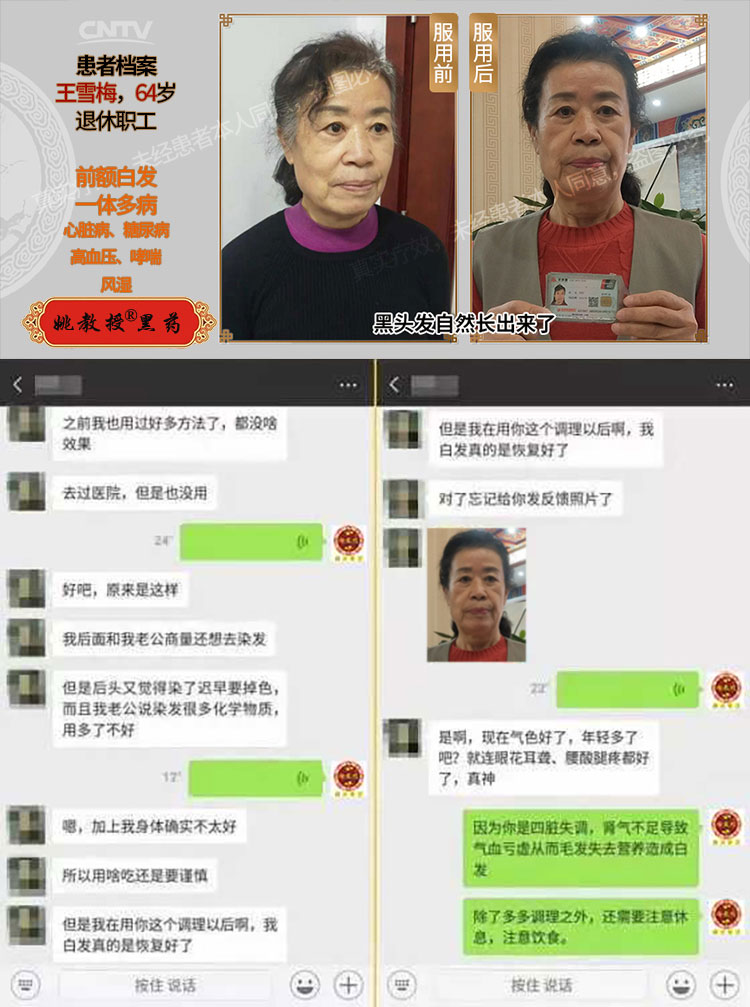 CNTV
患者档案
王雪梅，64岁
退休职工
前额白发
一体多病
心脏病、糖尿病
高血压、哮喘
风湿
姚教授®黑药
服用前
服用后
真实疗效，未经患者本人同意，
黑头发自然长出来了
之前我也用过好多方法了，都没啥
效果
去过医院，但是也没用
24"
好吧，原来是这样
我后面和我老公商量还想去染发
但是后头又觉得染了迟早要掉色，
而且我老公说染发很多化学物质，
用多了不好
12"
嗯，加上我身体确实不太好
所以用啥吃还是要谨慎
但是我在用你这个调理以后啊，我
白发真的是恢复好了
按住 说话
但是我在用你这个调理以后啊，我
白发真的是恢复好了
对了忘记给你发反馈照片了
23"
是啊，现在气色好了，年轻多了
吧？就连眼花耳聋、腰酸腿疼都好
了，真神
因为你是四脏失调，肾气不足导致
气血亏虚从而毛发失去营养造成白
发
除了多多调理之外，还需要注意休
息，注意饮食。
按住 说话